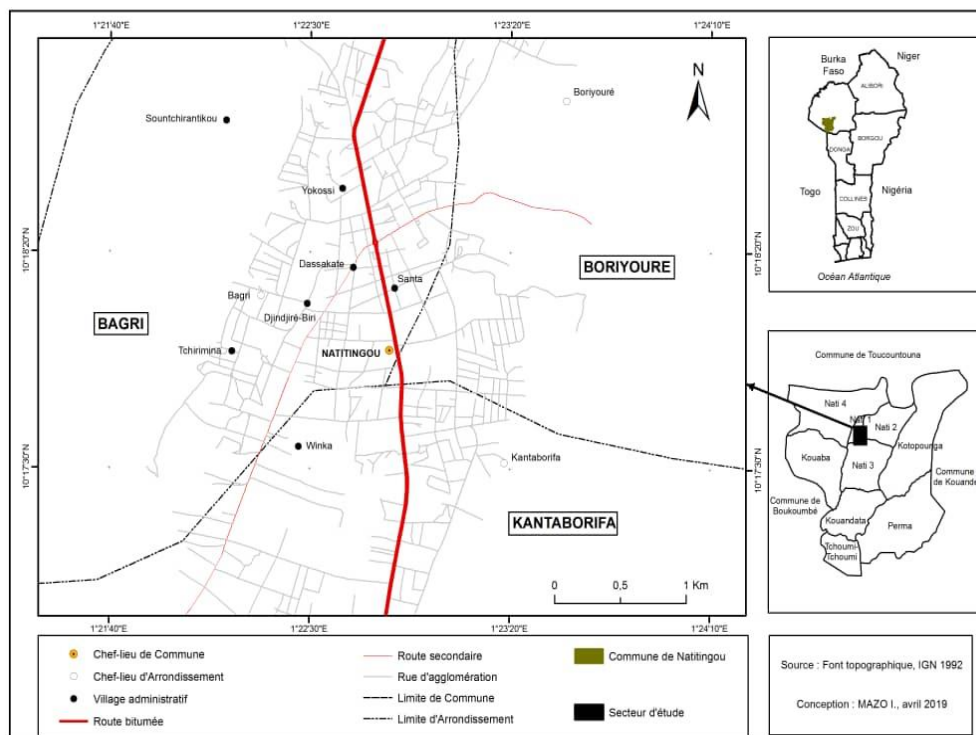 1°21'40"E
1°22'30"E
1°23'20"E
1°24'10"E
N
Boriyouré
Sountchirantikou
Yokossi
10°18'20"N
10°18'20"N
Dassakate
Santa
BORIYOURE
Bagri
Djindjiré-Biri
BAGRI
Tchirimina
NATITINGOU
Winka
Kantaborifa
10°17'30"N
10°17'30"N
KANTABORIFA
0 0,5 1 Km
1°21'40"E
1°22'30"E
1°23'20"E
1°24'10"E
Burka
Faso
Niger
ALIBORI
BORGOU
DONGA
Togo
Nigéria
COLLINES
ZOU
Océan Atlantique
Commune de Toucountouna
Nati 4
Nati 1
Nati 2
Kotopounga
Kouaba
Nati 3
Commune
de Kouande
Commune de
Boukoumbé
Kouandata
Perma
Tchoumi-
Tchoumi
Chef-lieu de Commune
Chef-lieu d'Arrondissement
Village administratif
Route bitumée
Route secondaire
Rue d'agglomération
Limite de Commune
Limite d'Arrondissement
Commune de Natitingou
Secteur d'étude
Source : Font topographique, IGN 1992
Conception : MAZO I., avril 2019